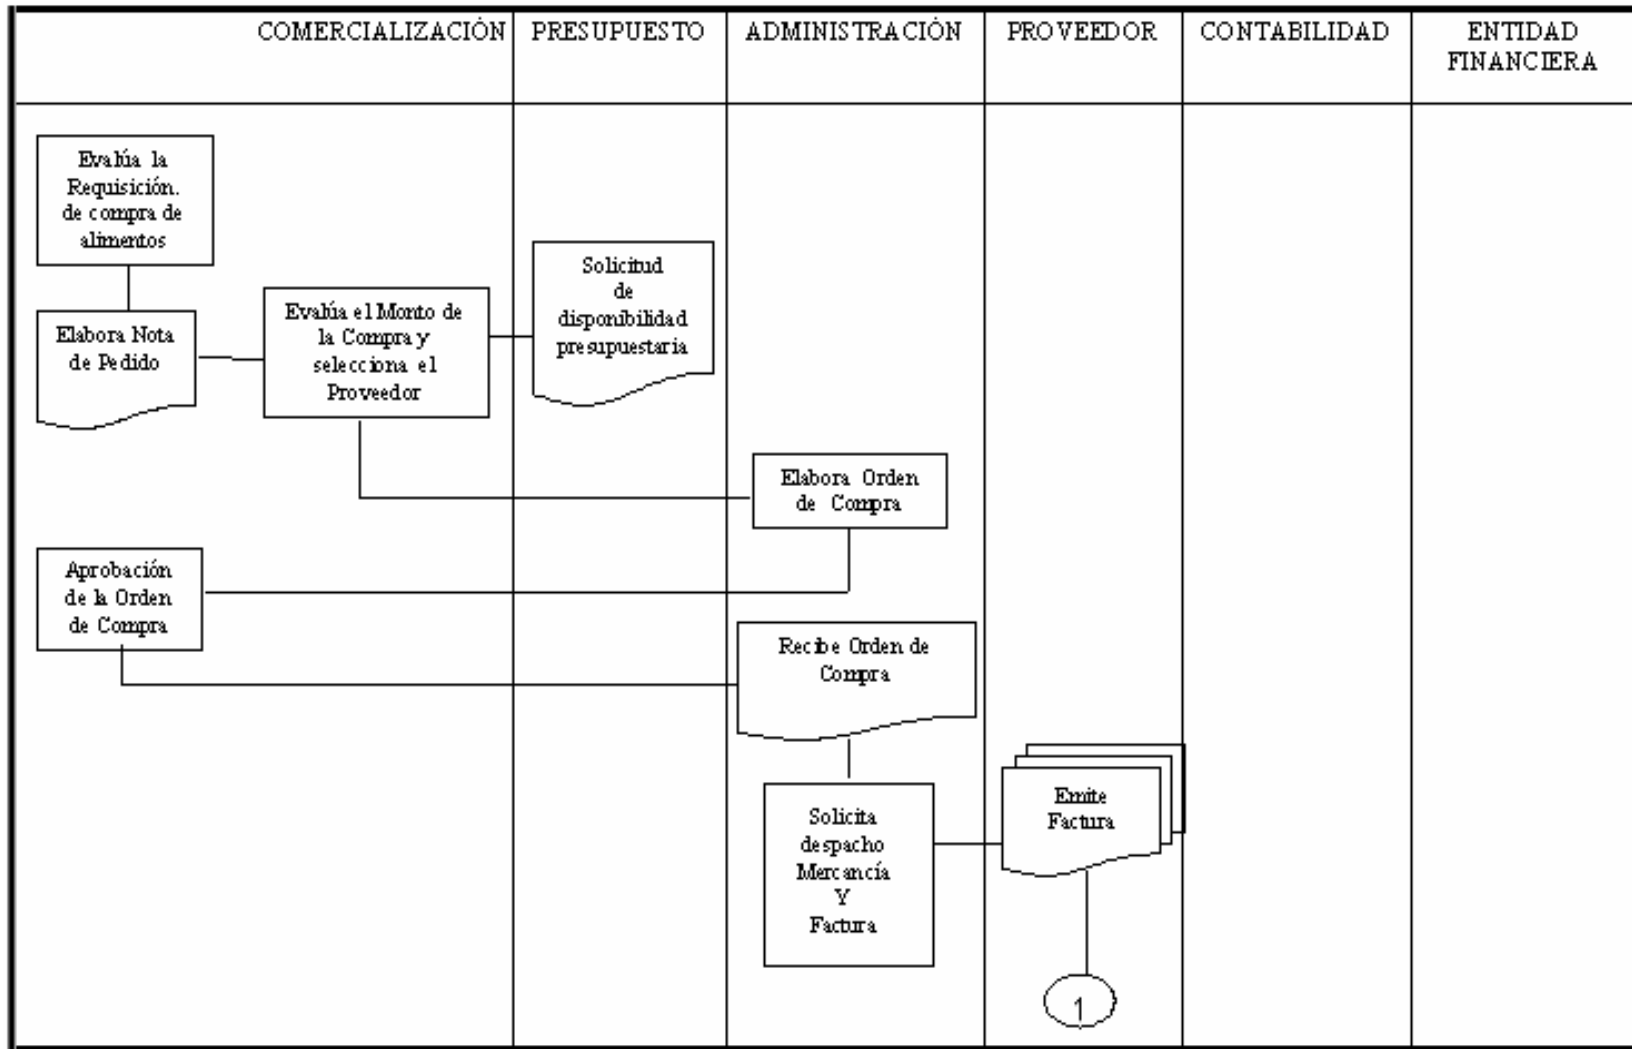 COMERCIALIZACIÓN
PRESUPUESTO
ADMINISTRACIÓN
PROVEEDOR
CONTABILIDAD
ENTIDAD
FINANCIERA
Evalúa la
Requisición.
de compra de
alimentos
Elabora Nota
de Pedido
Evalúa el Monto de
la Compra y
selecciona el
Proveedor
Solicitud
de
disponibilidad
presupuestaria
Elabora Orden
de Compra
Aprobación
de la Orden
de Compra
Recibe Orden de
Compra
Solicita
despacho
Mercancía
Y
Factura
Emite
Factura
1